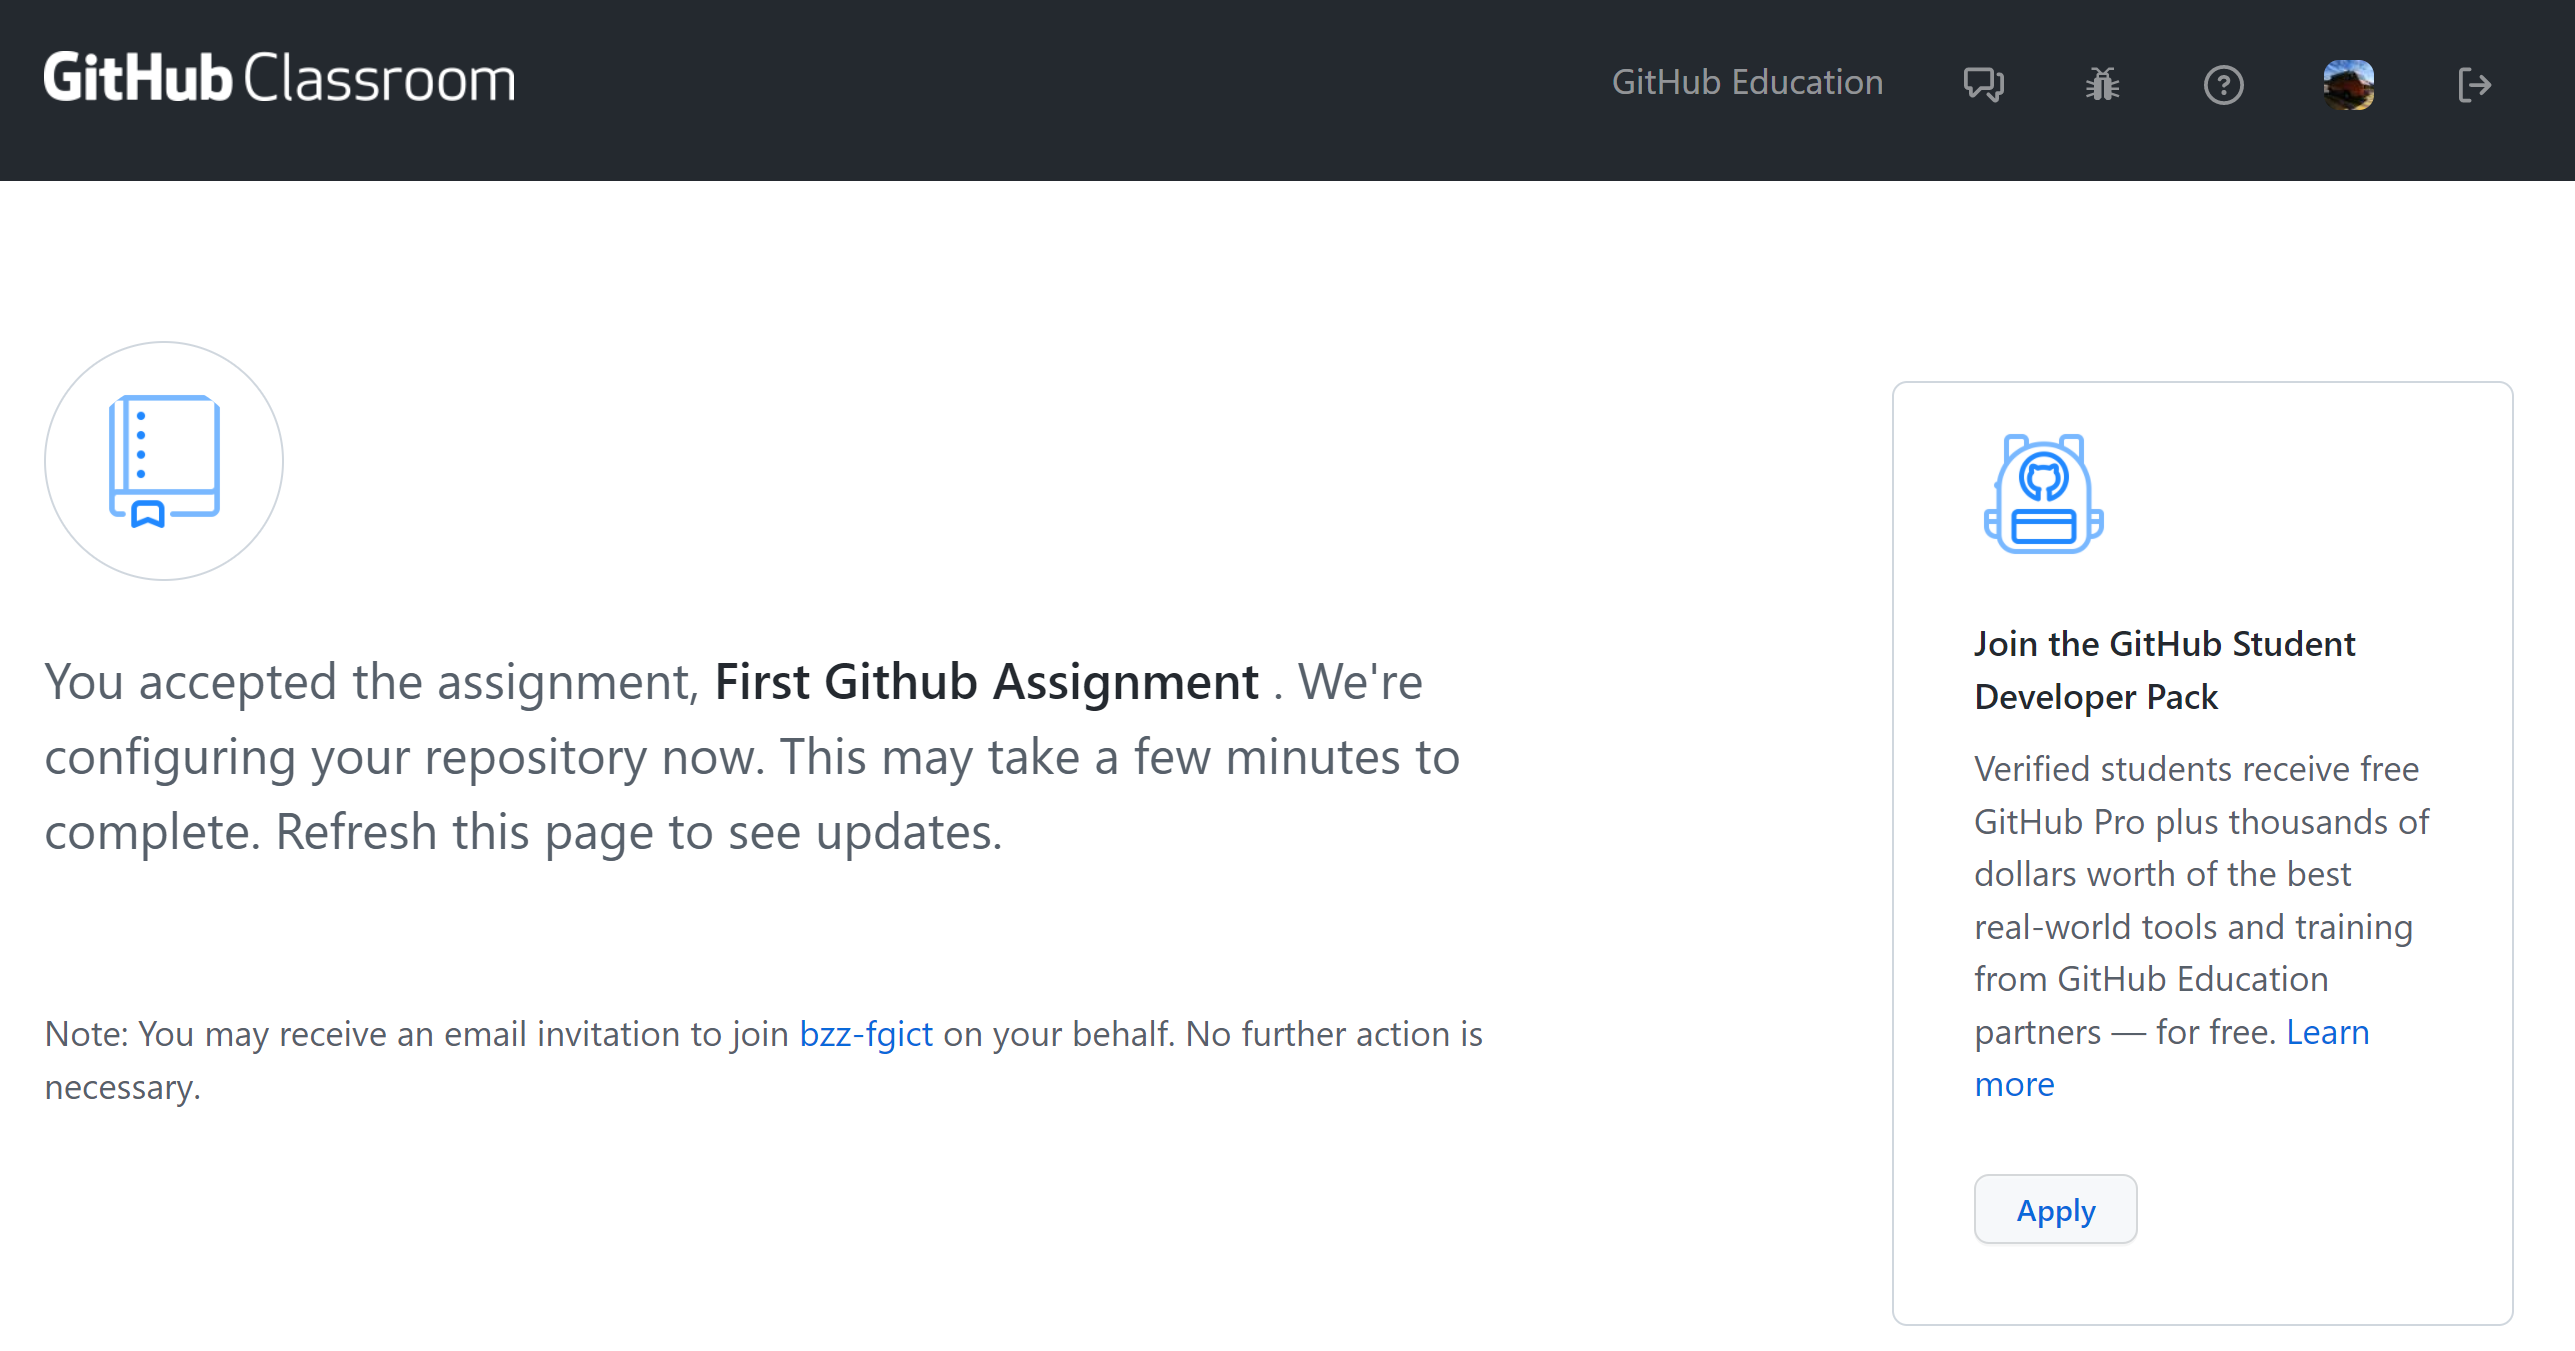 GitHub Classroom
GitHub Education
You accepted the assignment, First Github Assignment . We're
configuring your repository now. This may take a few minutes to
complete. Refresh this page to see updates.
Note: You may receive an email invitation to join bzz-fgict on your behalf. No further action is
necessary.
Join the GitHub Student
Developer Pack
Verified students receive free
GitHub Pro plus thousands of
dollars worth of the best
real-world tools and training
from GitHub Education
partners — for free. Learn
more
Apply